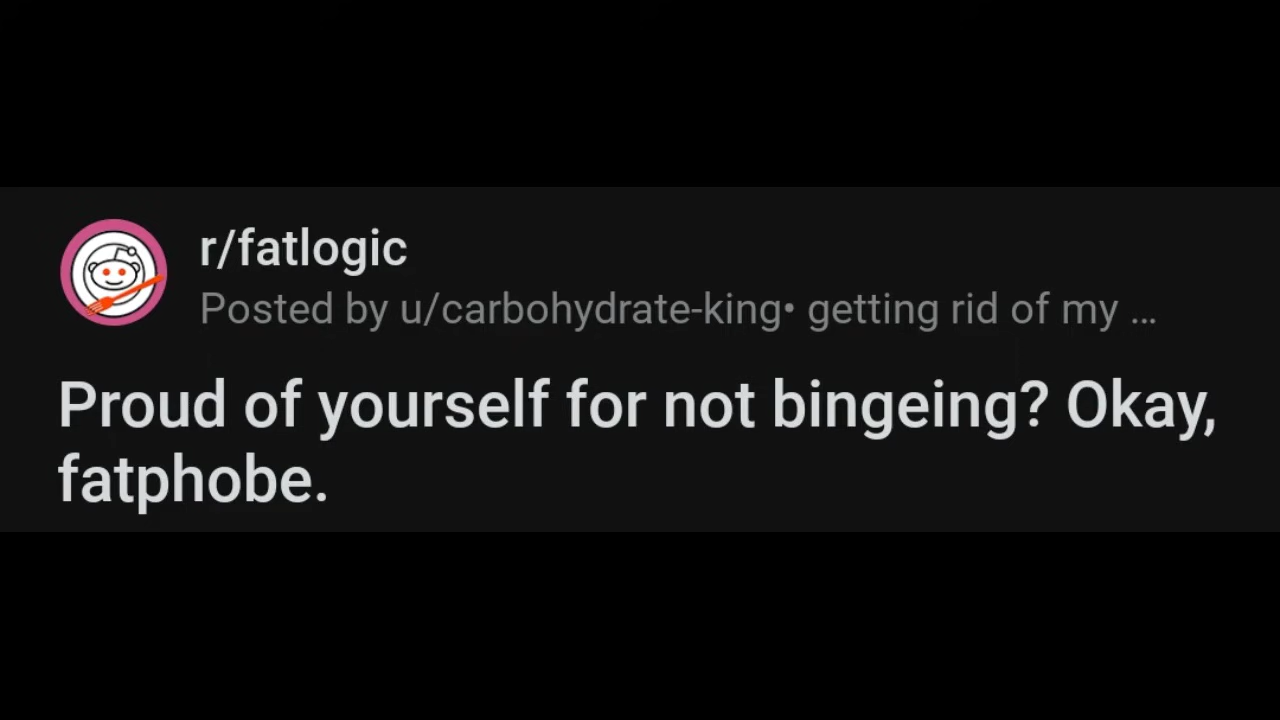 r/fatlogic
Posted by u/carbohydrate-king• getting rid of my ...
Proud of yourself for not bingeing? Okay,
fatphobe.